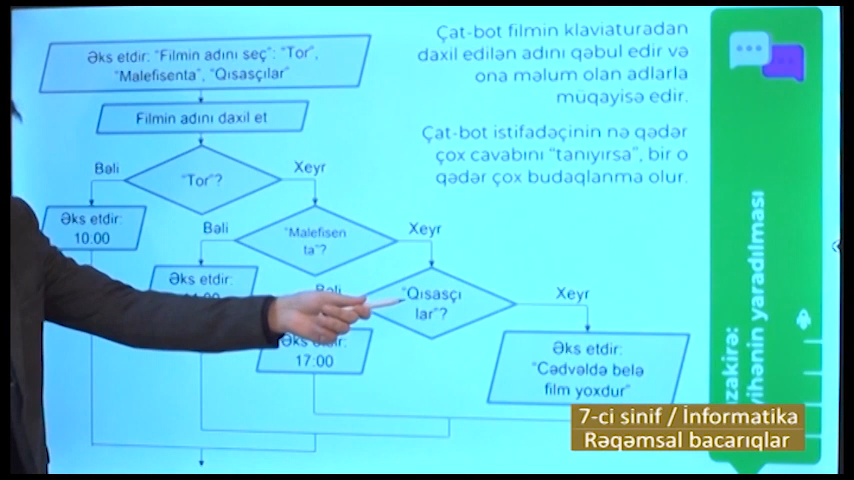 Əks etdir: "Filmin adını seç": "Tor",
"Malefisenta", "Qısasçılar"
Filmin adını daxil et
Bəli
Xeyr
"Tor"?
Əks etdir:
10:00
Bəli
Xeyr
"Malefisen
ta"?
Əks etdir:
Bəli
Xeyr
"Qısasçı
lar"?
Əks etdir:
17:00
Əks etdir:
"Cədvəldə belə
film yoxdur"
Çat-bot filmin klaviaturadan
daxil edilən adını qəbul edir və
ona məlum olan adlarla
müqayisə edir.
Çat-bot istifadəçinin nə qədər
çox cavabını "tanıyırsa", bir o
qədər çox budaqlanma olur.
7-ci sinif / İnformatika
Rəqəmsal bacarıqlar